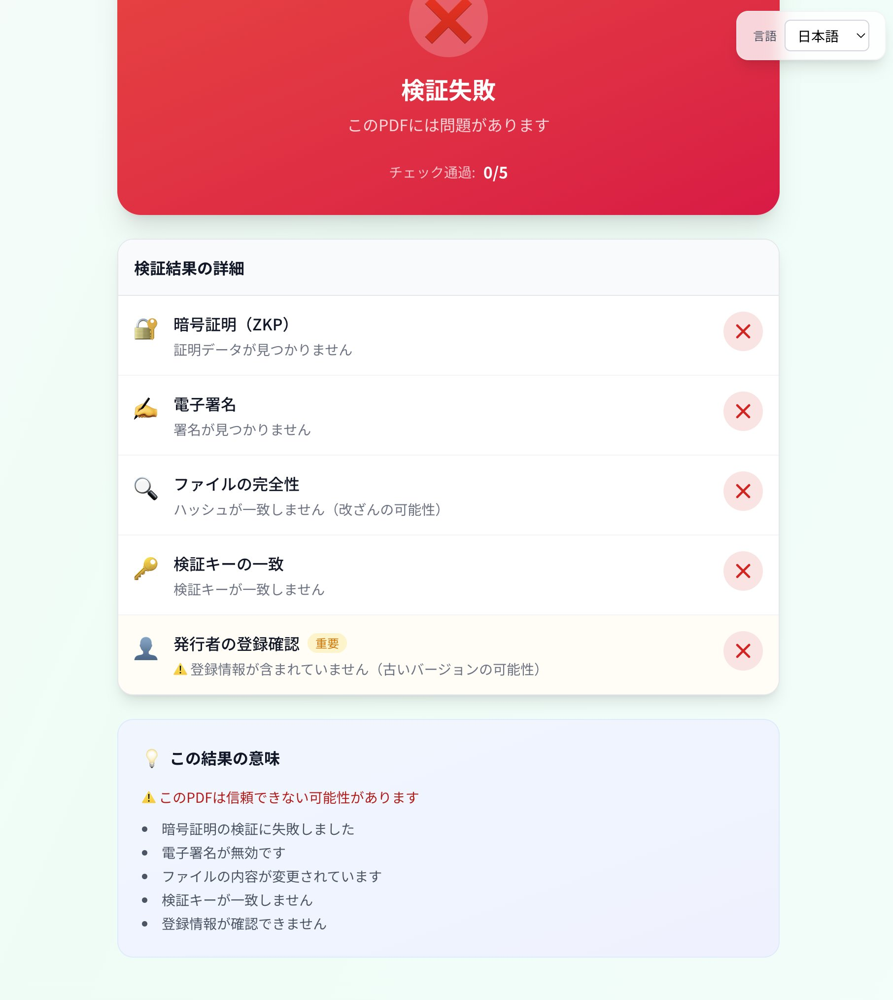 言語
日本語
検証失敗
このPDFには問題があります
チェック通過: 0/5
検証結果の詳細
暗号証明（ZKP）
証明データが見つかりません
電子署名
署名が見つかりません
ファイルの完全性
ハッシュが一致しません（改ざんの可能性）
検証キーの一致
検証キーが一致しません
発行者の登録確認 重要
登録情報が含まれていません（古いバージョンの可能性）
この結果の意味
このPDFは信頼できない可能性があります
暗号証明の検証に失敗しました
電子署名が無効です
ファイルの内容が変更されています
検証キーが一致しません
登録情報が確認できません